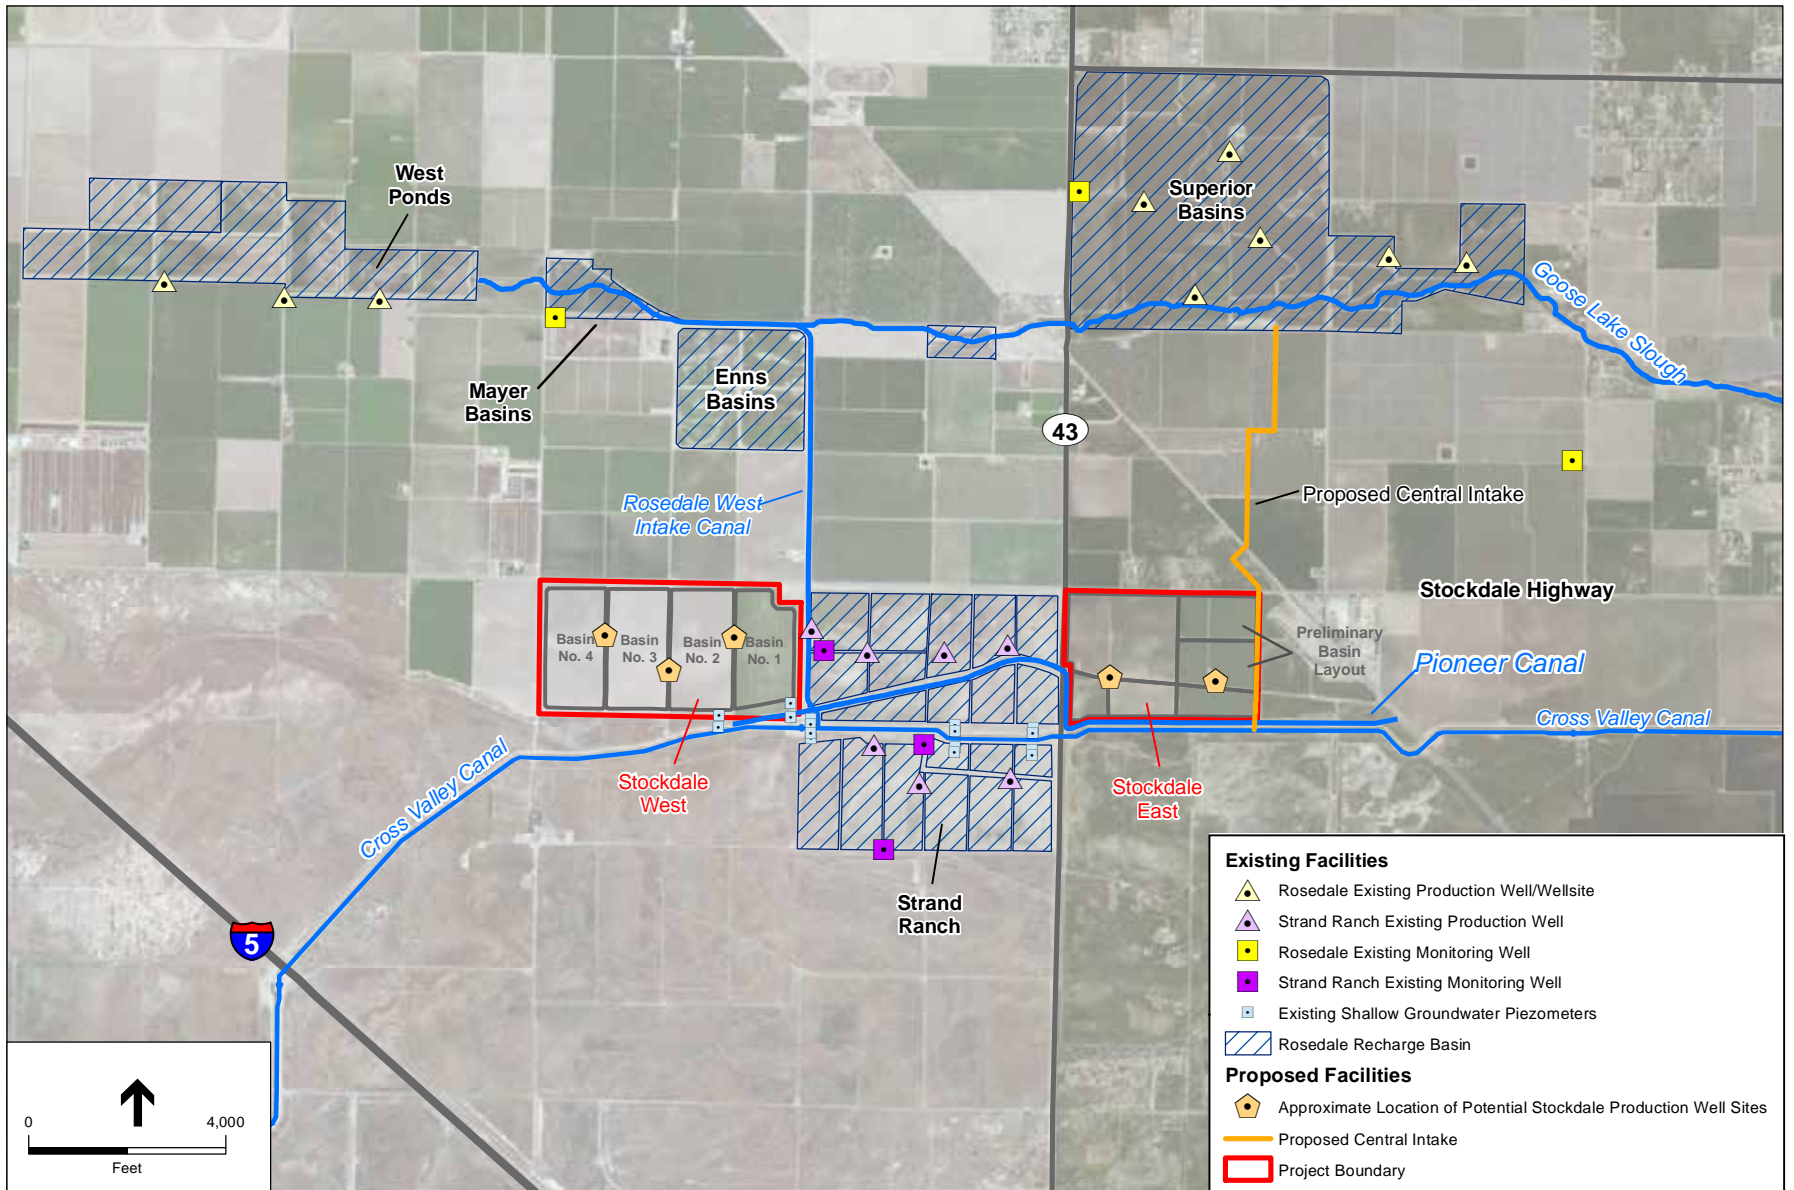 West
Ponds
Superior
Basins
Goose Lake Slough
Mayer
Basins
Enns
Basins
43
Rosedale West
Intake Canal
Proposed Central Intake
Stockdale Highway
Basin
No. 4
Basin
No. 3
Basin
No. 2
Basin
No. 1
Preliminary
Basin
Layout
Pioneer Canal
Cross Valley Canal
Cross Valley Canal
Stockdale
West
Stockdale
East
Strand
Ranch
5
0
4,000
Feet
Existing Facilities
Rosedale Existing Production Well/Wellsite
Strand Ranch Existing Production Well
Rosedale Existing Monitoring Well
Strand Ranch Existing Monitoring Well
Existing Shallow Groundwater Piezometers
Rosedale Recharge Basin
Proposed Facilities
Approximate Location of Potential Stockdale Production Well Sites
Proposed Central Intake
Project Boundary